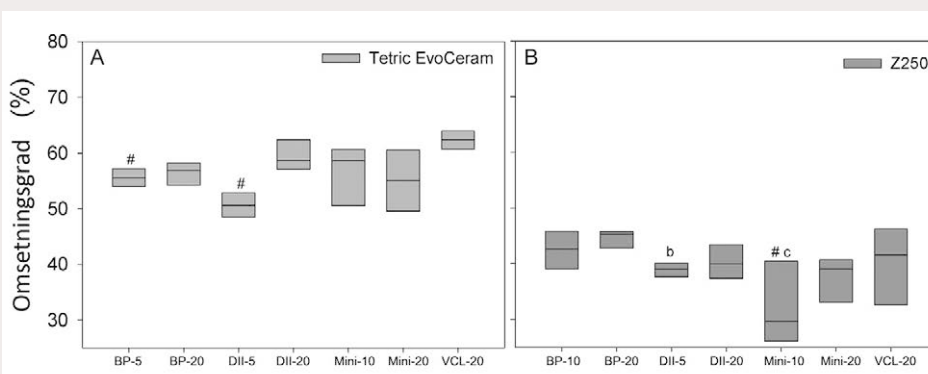 80
70
60
50
40
30
Omsetningsgrad (%)
A
Tetric EvoCeram
#
#
BP-5 BP-20 DII-5 DII-20 Mini-10 Mini-20 VCL-20
B
Z250
b
# c
BP-10 BP-20 DII-5 DII-20 Mini-10 Mini-20 VCL-20